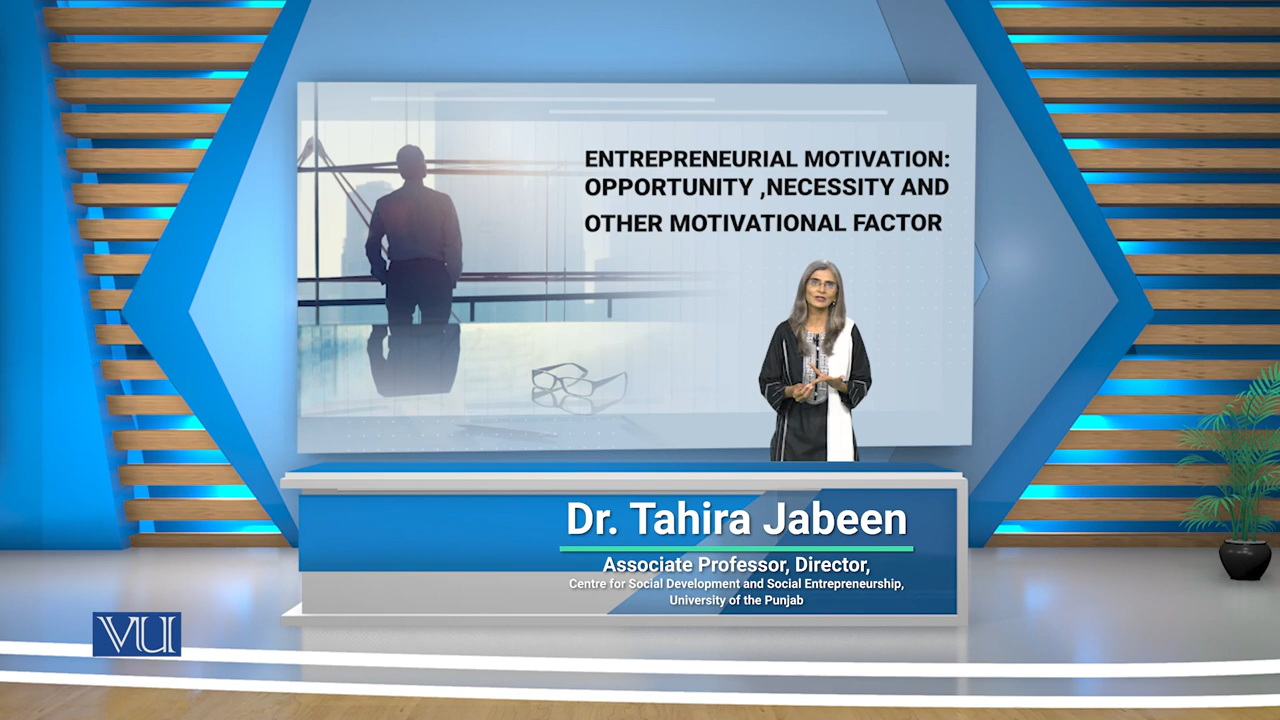 ENTREPRENEURIAL MOTIVATION:
OPPORTUNITY ,NECESSITY AND
OTHER MOTIVATIONAL FACTOR
Dr. Tahira Jabeen
Associate Professor, Director,
Centre for Social Development and Social Entrepreneurship,
University of the Punjab
VU